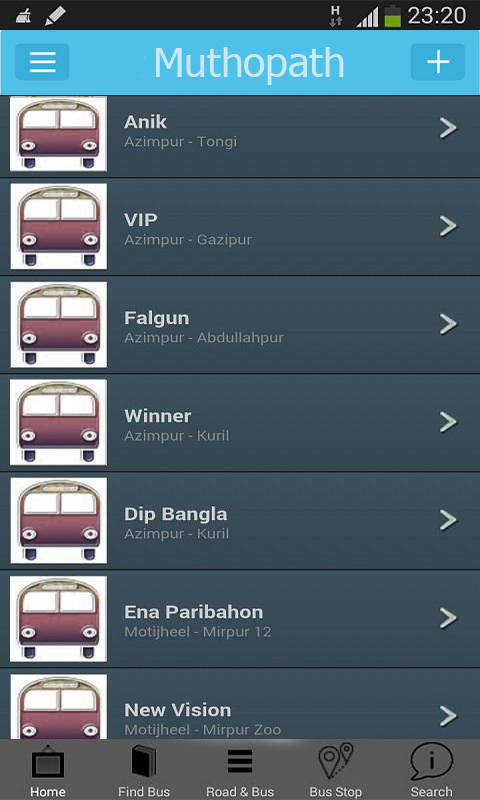 H 23:20
Muthopath
Anik
Azimpur - Tongi
VIP
Azimpur - Gazipur
Falgun
Azimpur - Abdullahpur
Winner
Azimpur - Kuril
Dip Bangla
Azimpur - Kuril
Ena Paribahon
Motijheel - Mirpur 12
New Vision
Motijheel - Mirpur Zoo
Home Find Bus Road & Bus Bus Stop Search